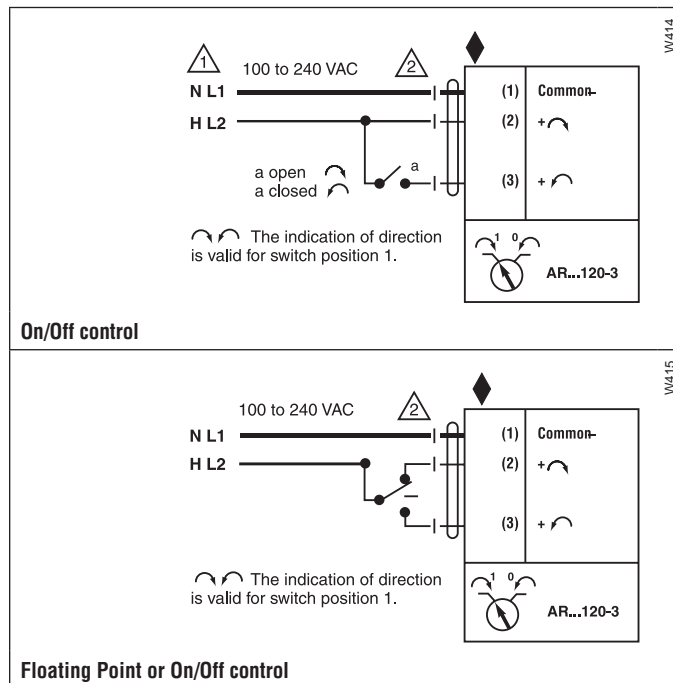 W414
1 100 to 240 VAC 2
N L1 (1) Common–
H L2 (2) +
a open a
a closed (3) +
The indication of direction
is valid for switch position 1.
1 0
AR...120-3
On/Off control
W415
100 to 240 VAC 2
N L1 (1) Common–
H L2 (2) +
(3) +
The indication of direction
is valid for switch position 1.
1 0
AR...120-3
Floating Point or On/Off control